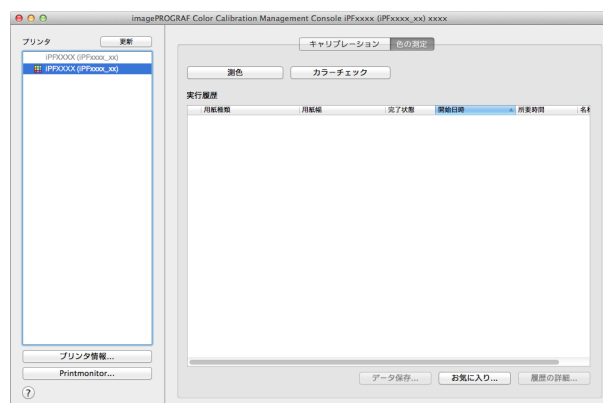 imagePROGRAF Color Calibration Management Console iPFxxxx (iPFxxxx_xx) xxxx
プリンタ
更新
iPFXXXX (iPFxxxx_xx)
iPFXXXX (iPFxxxx_xx)
プリンタ情報...
Printmonitor...
?
キャリブレーション 色の測定
測色 カラーチェック
実行履歴
用紙種類 用紙幅 完了状態 開始日時 所要時間 名称
データ保存... お気に入り... 履歴の詳細...